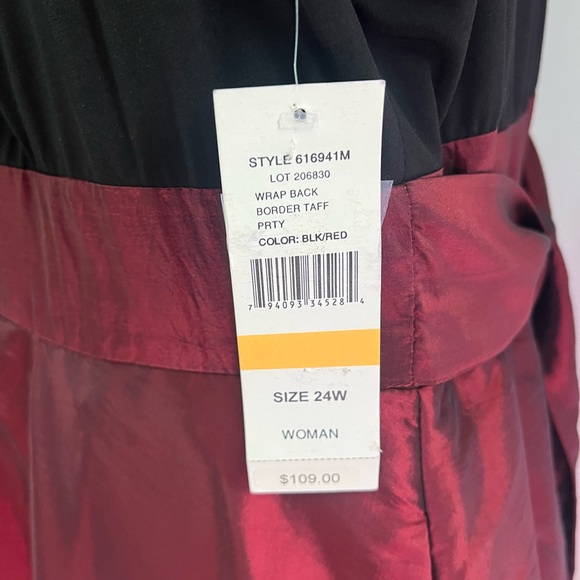 STYLE 616941M
LOT 206830
WRAP BACK
BORDER TAFF
PRTY
COLOR: BLK/RED
7 94093 34528 4
SIZE 24W
WOMAN
$109.00